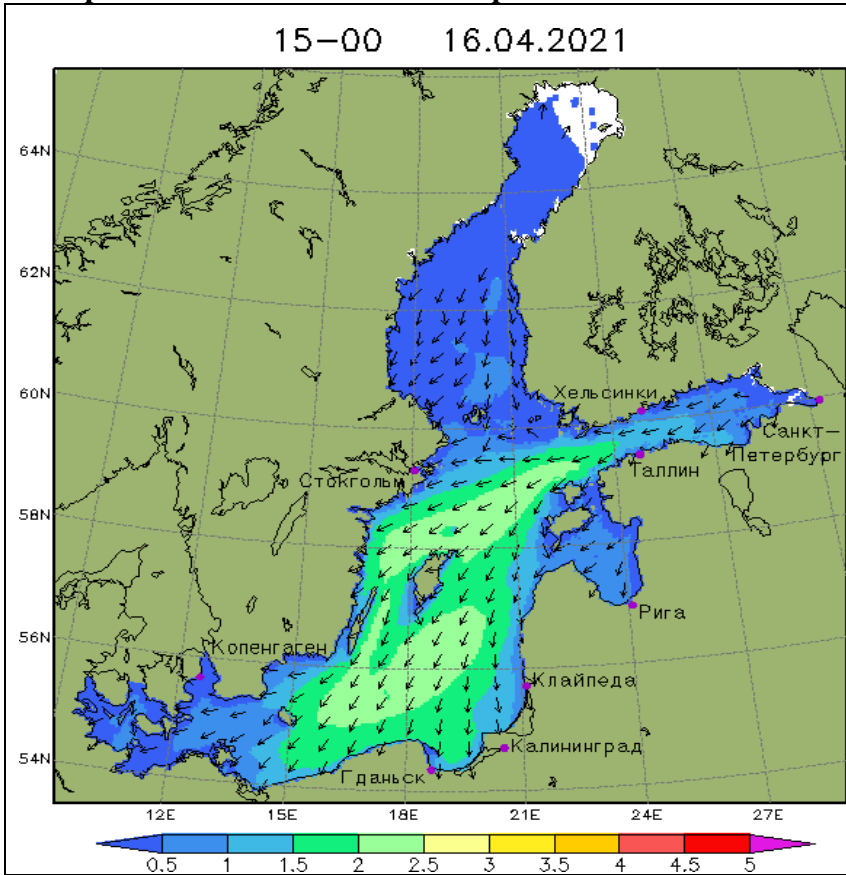 15-00 16.04.2021
64N
62N
60N
Хельсинки
Санкт-
Петербург
Стокгольм
Таллин
58N
Рига
56N
Копенгаген
Клайпеда
Калининград
54N
Гданьск
12E 15E 18E 21E 24E 27E
0.5 1 1.5 2 2.5 3 3.5 4 4.5 5